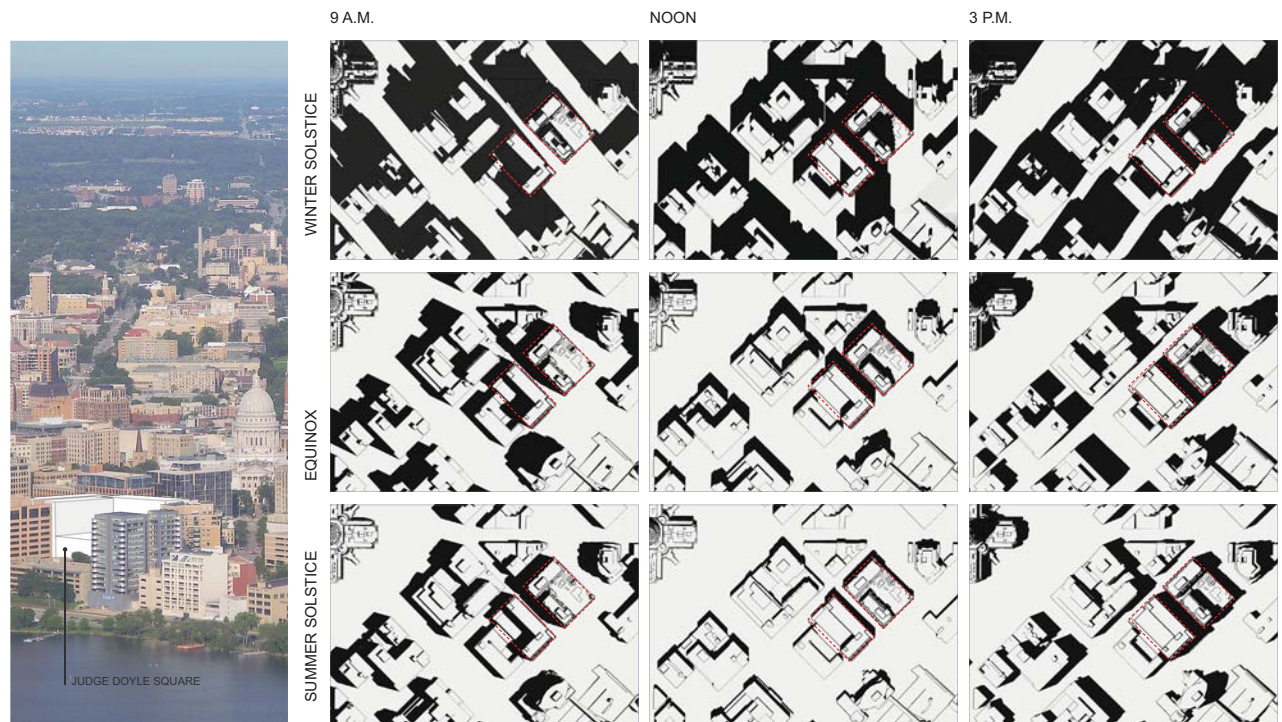 9 A.M.
NOON
3 P.M.
WINTER SOLSTICE
EQUINOX
SUMMER SOLSTICE
JUDGE DOYLE SQUARE